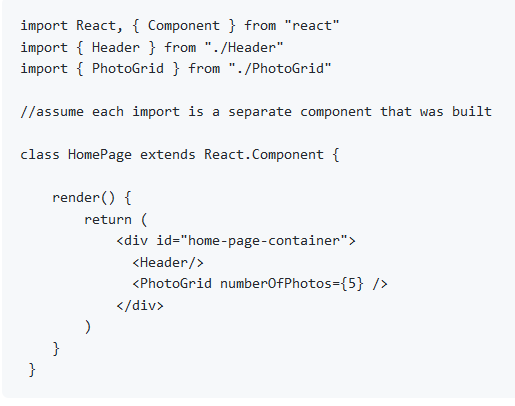 import React, { Component } from "react"
import { Header } from "./Header"
import { PhotoGrid } from "./PhotoGrid"
//assume each import is a separate component that was built
class HomePage extends React.Component {
render() {
return (
<div id="home-page-container">
<Header/>
<PhotoGrid numberOfPhotos={5} />
</div>
)
}
}